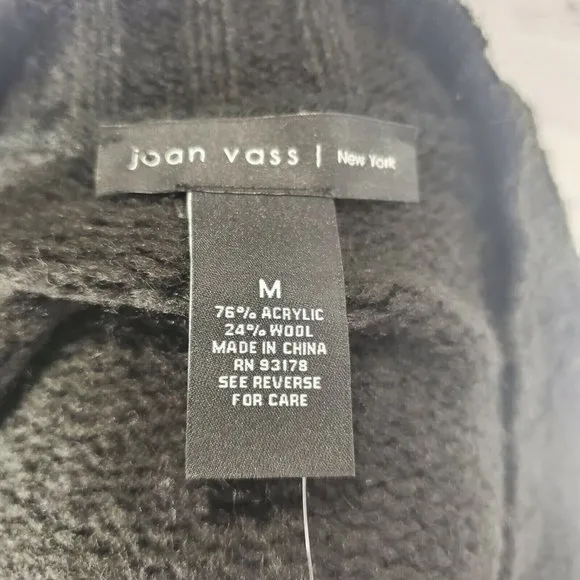 joan vass | New York
M
76% ACRYLIC
24% WOOL
MADE IN CHINA
RN 93178
SEE REVERSE
FOR CARE